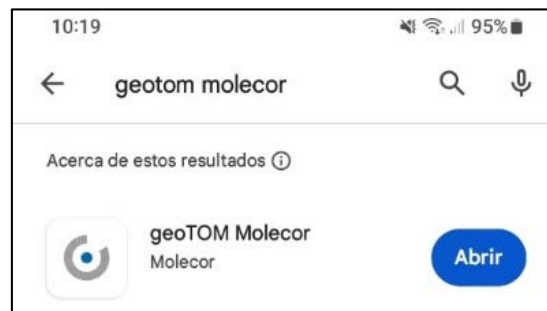 10:19 95%
geotom molecor
Acerca de estos resultados
geoTOM Molecor
Molecor
Abrir